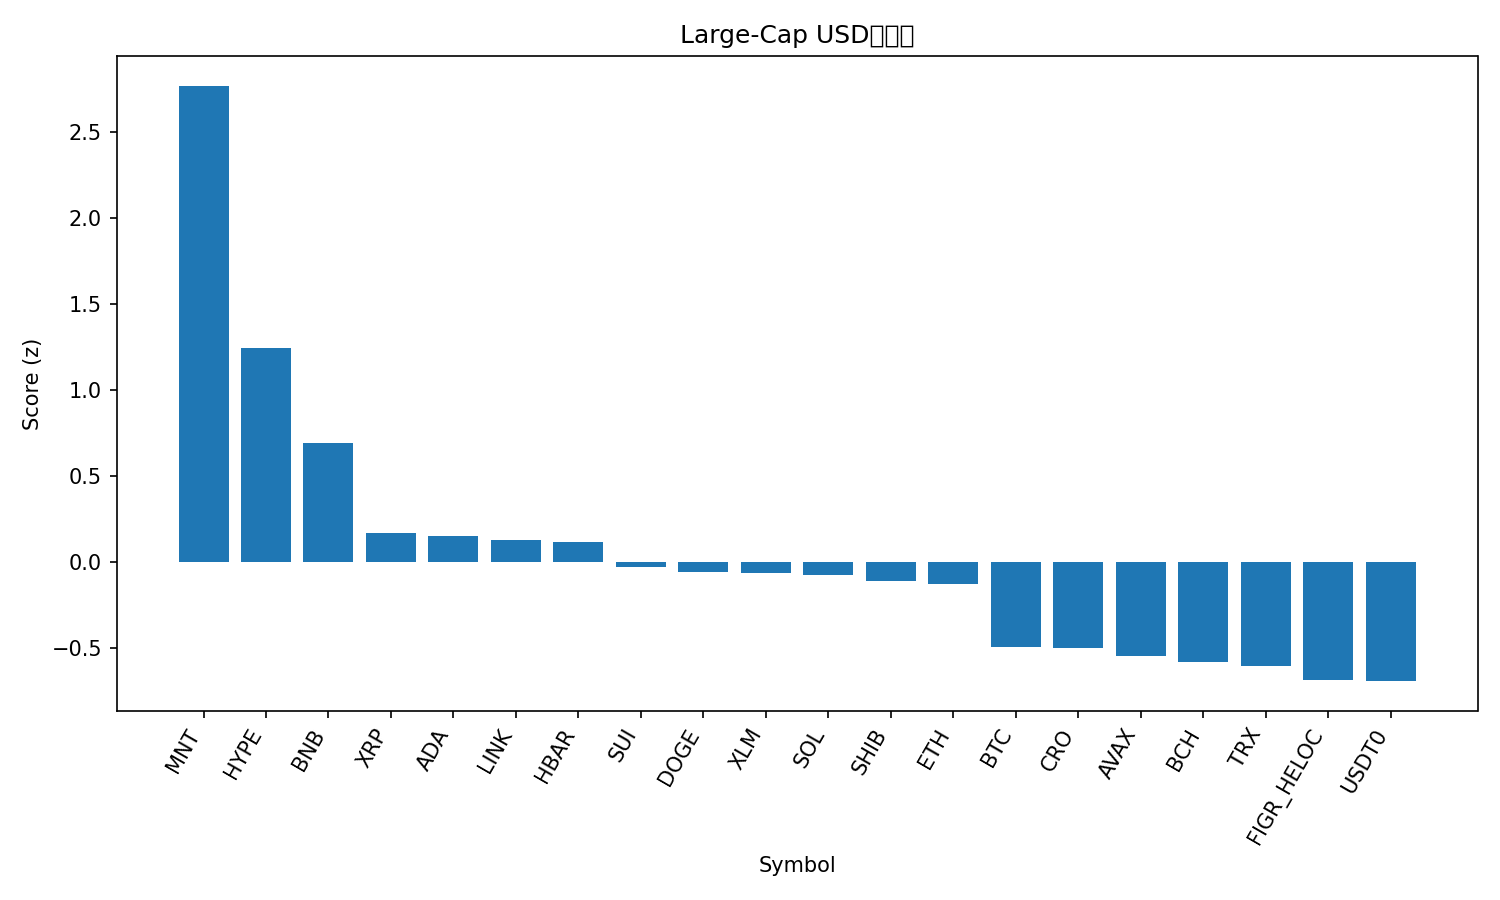 Large-Cap USD
Score (z)
2.5
2.0
1.5
1.0
0.5
0.0
−0.5
MNT
HYPE
BNB
XRP
ADA
LINK
HBAR
SUI
DOGE
XLM
SOL
SHIB
ETH
BTC
CRO
AVAX
BCH
TRX
FIGR_HELOC
USDT0
Symbol